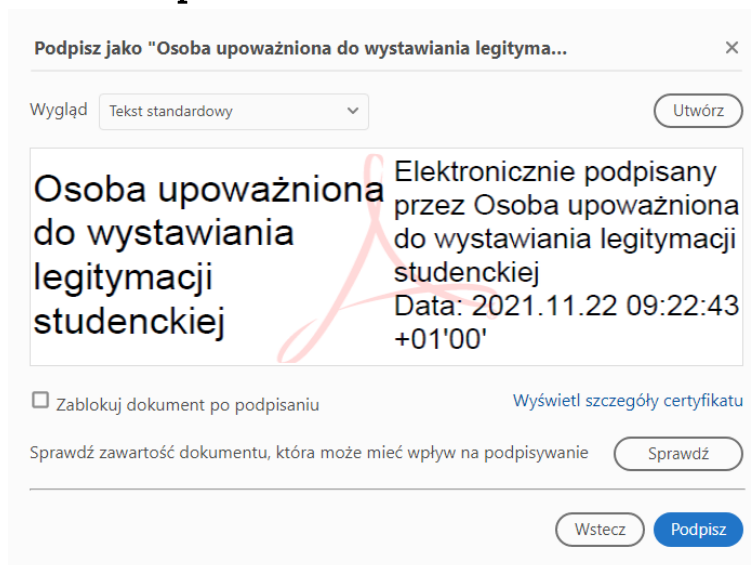 Podpisz jako "Osoba upoważniona do wystawiania legityma...
Wygląd Tekst standardowy Utwórz
Osoba upoważniona
do wystawiania
legitymacji
studenckiej
Elektronicznie podpisany
przez Osoba upoważniona
do wystawiania legitymacji
studenckiej
Data: 2021.11.22 09:22:43
+01'00'
Zablokuj dokument po podpisaniu Wyświetl szczegóły certyfikatu
Sprawdź zawartość dokumentu, która może mieć wpływ na podpisywanie Sprawdź
Wstecz Podpisz